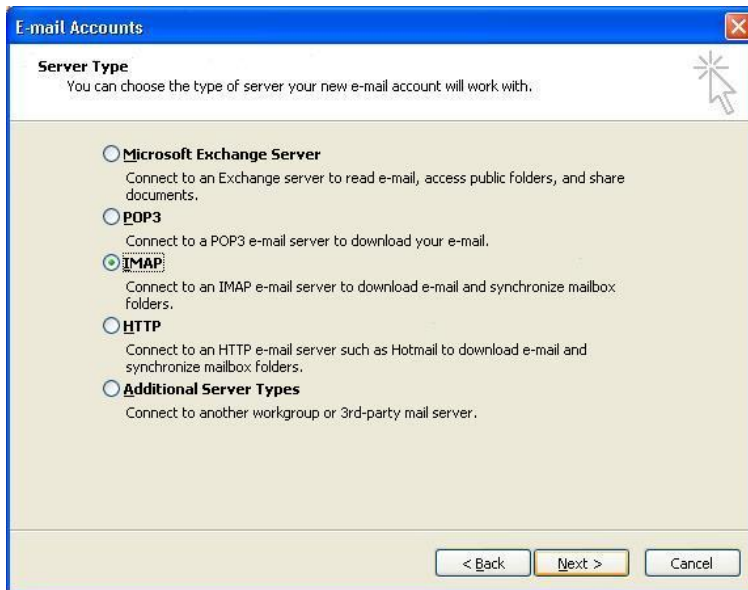 E-mail Accounts
Server Type
You can choose the type of server your new e-mail account will work with.
Microsoft Exchange Server
Connect to an Exchange server to read e-mail, access public folders, and share
documents.
POP3
Connect to a POP3 e-mail server to download your e-mail.
IMAP
Connect to an IMAP e-mail server to download e-mail and synchronize mailbox
folders.
HTTP
Connect to an HTTP e-mail server such as Hotmail to download e-mail and
synchronize mailbox folders.
Additional Server Types
Connect to another workgroup or 3rd-party mail server.
< Back Next > Cancel